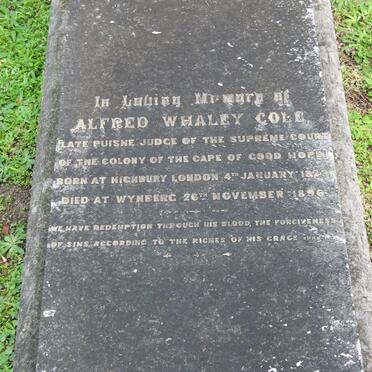 In Loving Memory of
ALFRED WHALEY COLE
LATE PUISNE JUDGE OF THE SUPREME COURT
OF THE COLONY OF THE CAPE OF GOOD HOPE
BORN AT HIGHBURY LONDON 4TH JANUARY
DIED AT WYNBERG 26TH NOVEMBER 1896
WE HAVE REDEMPTION THROUGH HIS BLOOD, THE FORGIVENESS
OF SINS, ACCORDING TO THE RICHES OF HIS GRACE